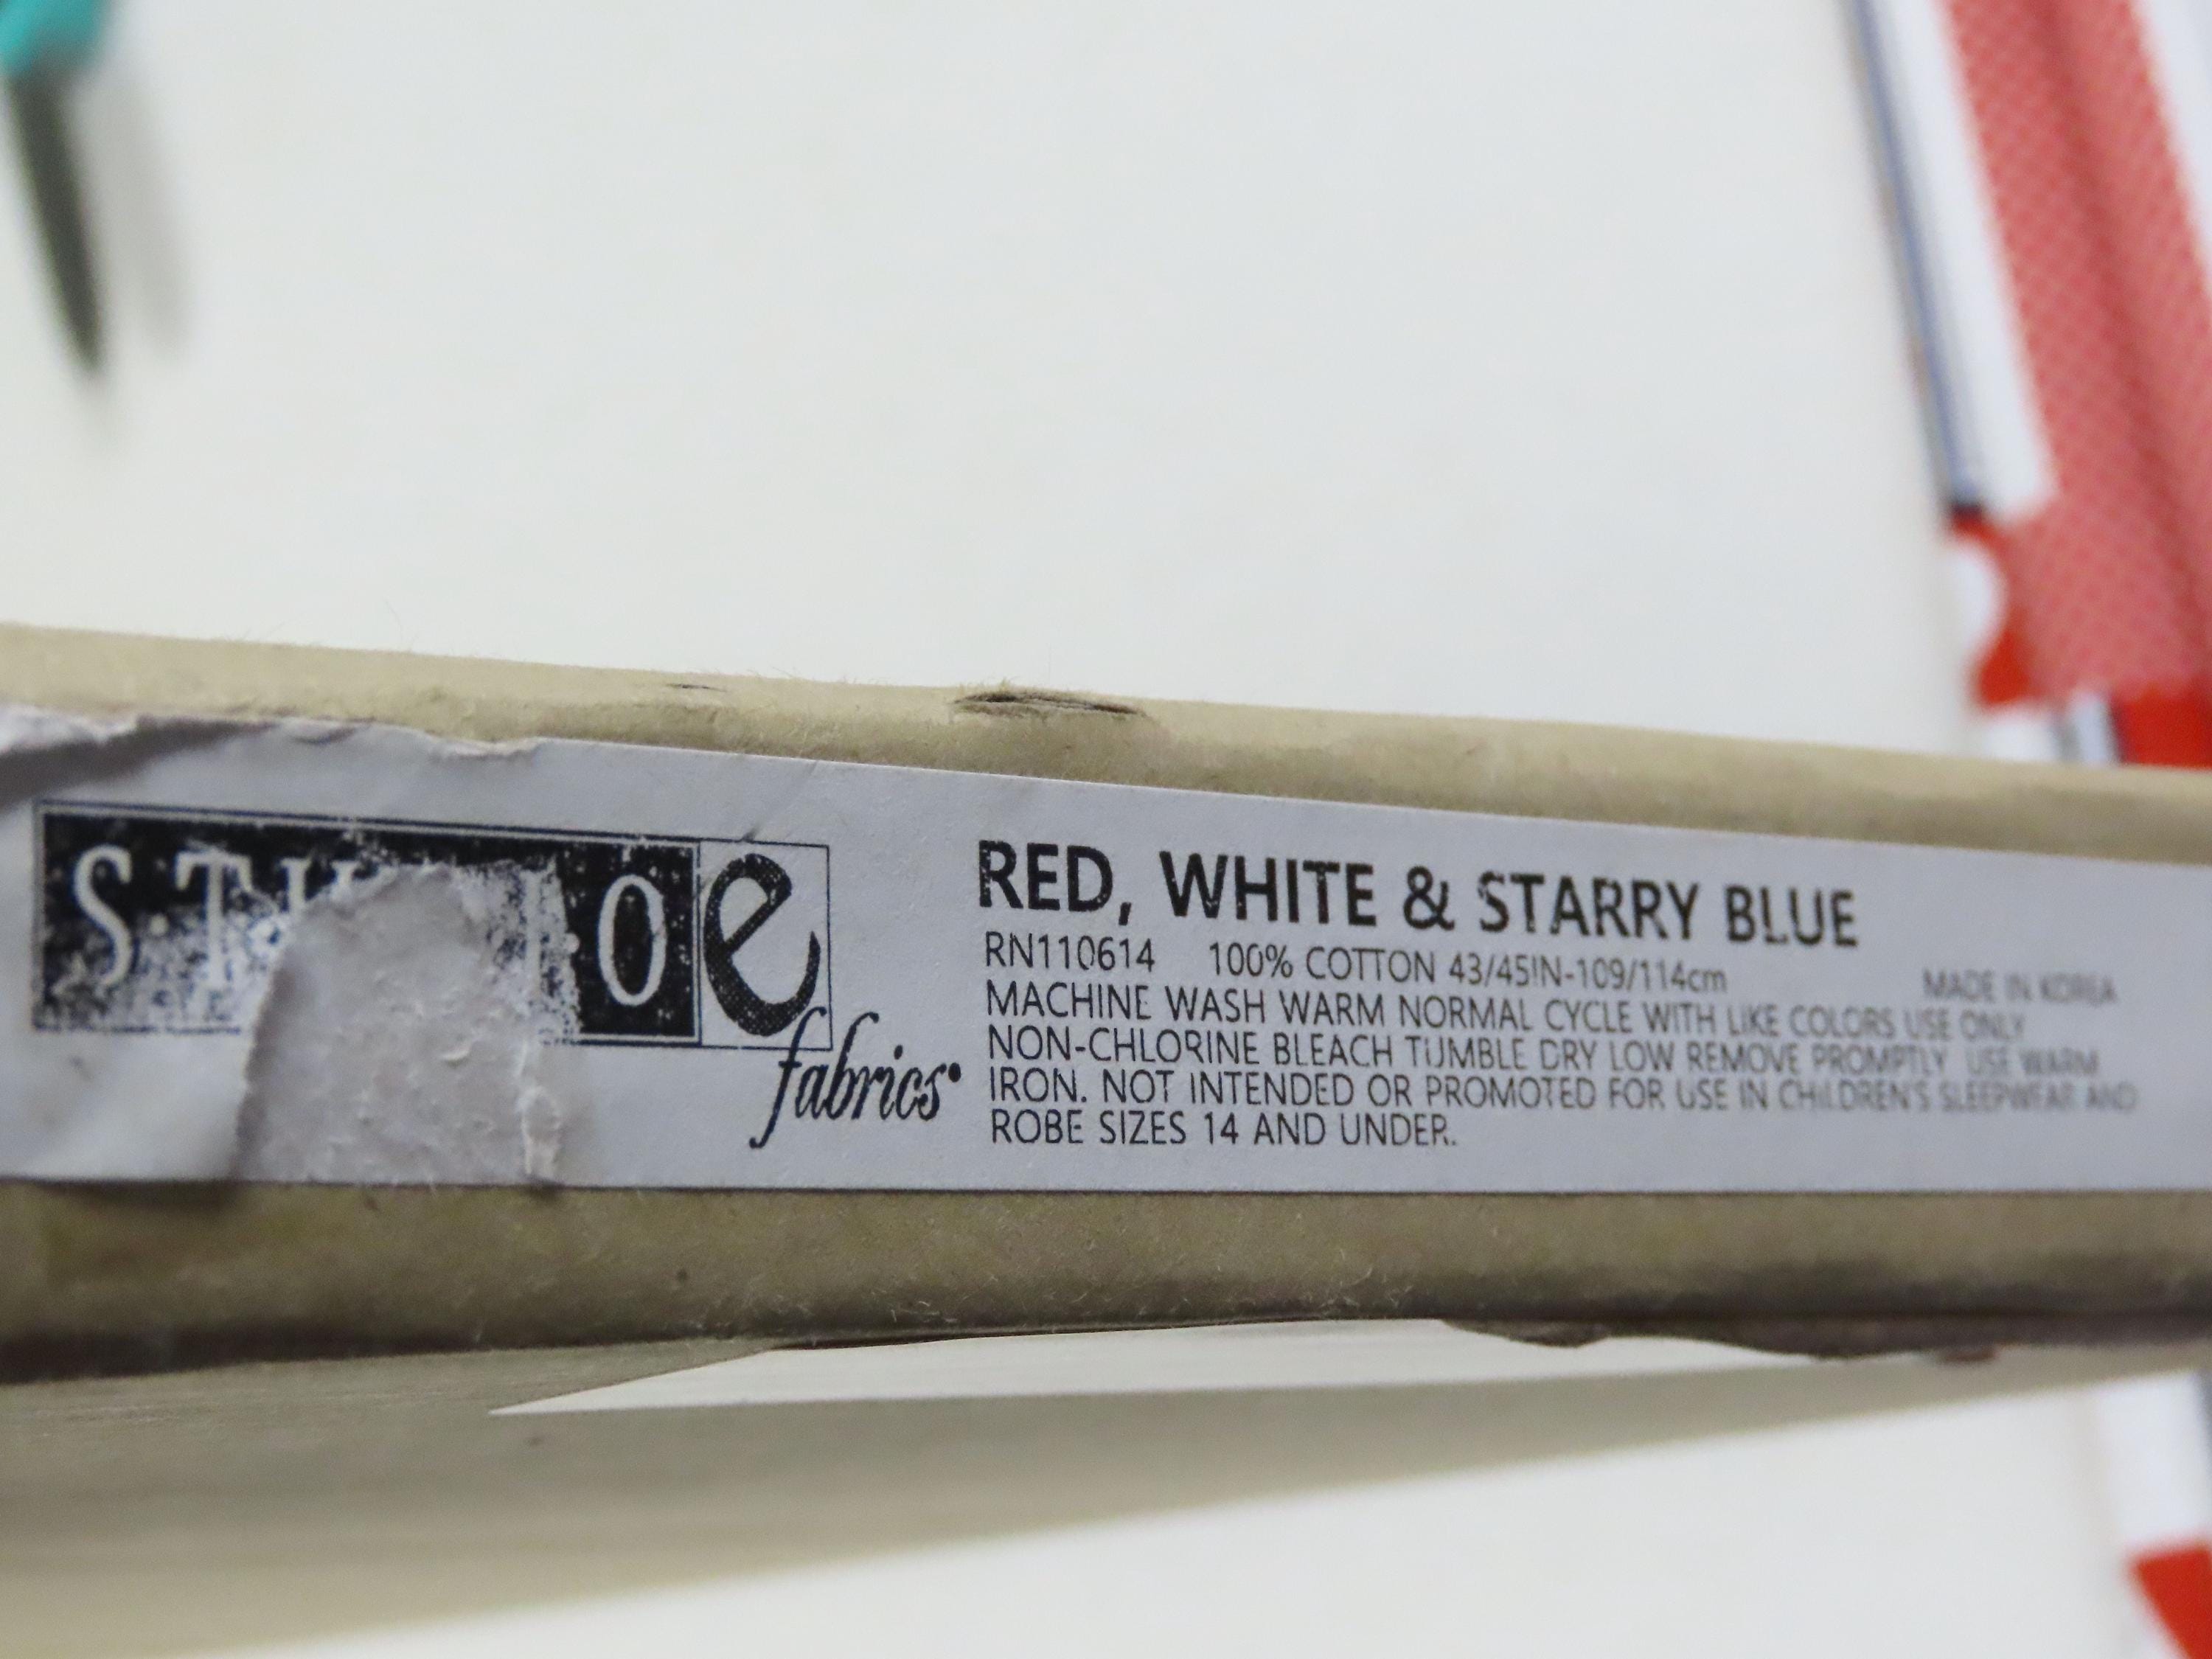 e
fabrics
RED, WHITE & STARRY BLUE
RN110614 100% COTTON 43/45IN-109/114cm MADE IN KOREA
MACHINE WASH WARM NORMAL CYCLE WITH LIKE COLORS USE ONLY
NON-CHLORINE BLEACH TUMBLE DRY LOW REMOVE PROMPTLY USE WARM
IRON. NOT INTENDED OR PROMOTED FOR USE IN CHILDREN'S SLEEPWEAR AND
ROBE SIZES 14 AND UNDER.